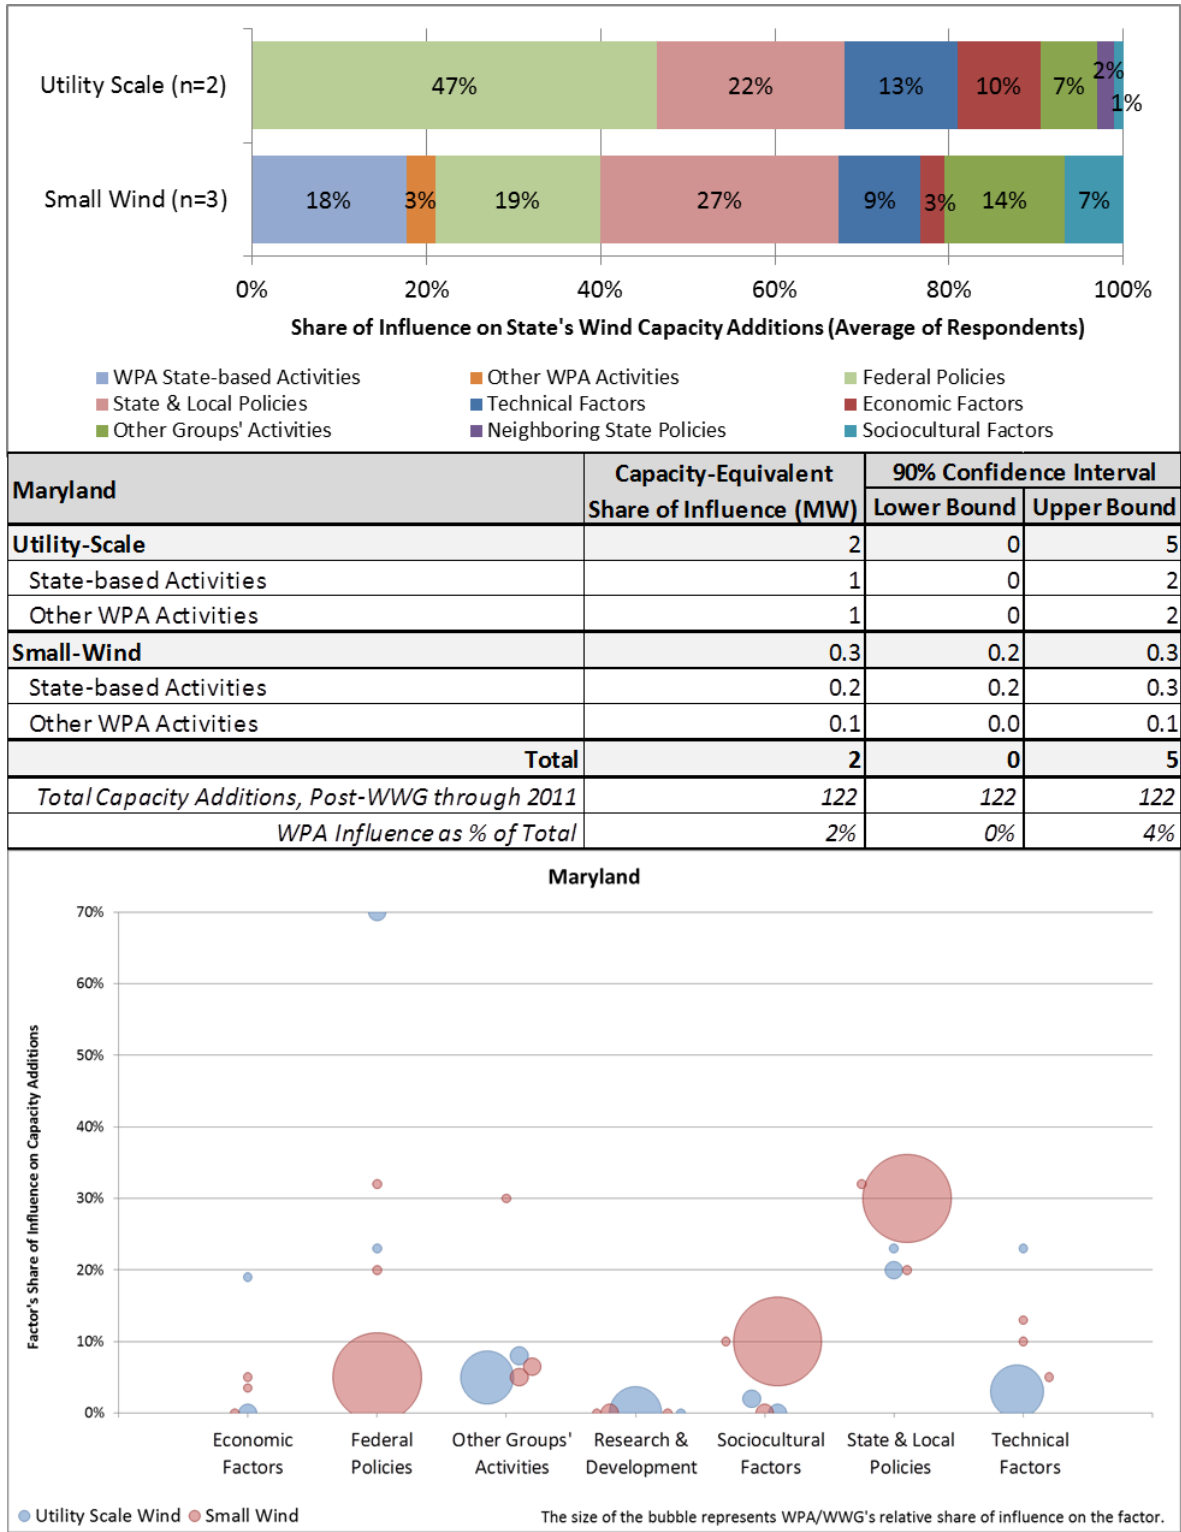 Utility Scale (n=2)
47% 22% 13% 10% 7% 2% 1%
Small Wind (n=3)
18% 3% 19% 27% 9% 3% 14% 7%
0% 20% 40% 60% 80% 100%
Share of Influence on State's Wind Capacity Additions (Average of Respondents)
WPA State-based Activities Other WPA Activities Federal Policies
State & Local Policies Technical Factors Economic Factors
Other Groups' Activities Neighboring State Policies Sociocultural Factors
Maryland Capacity-Equivalent Share of Influence (MW) 90% Confidence Interval
Lower Bound Upper Bound
Utility-Scale 2 0 5
State-based Activities 1 0 2
Other WPA Activities 1 0 2
Small-Wind 0.3 0.2 0.3
State-based Activities 0.2 0.2 0.3
Other WPA Activities 0.1 0.0 0.1
Total 2 0 5
Total Capacity Additions, Post-WWG through 2011 122 122 122
WPA Influence as % of Total 2% 0% 4%
Maryland
Factor's Share of Influence on Capacity Additions
70%
60%
50%
40%
30%
20%
10%
0%
Economic Factors
Federal Policies
Other Groups' Activities
Research & Development
Sociocultural Factors
State & Local Policies
Technical Factors
Utility Scale Wind Small Wind
The size of the bubble represents WPA/WWG's relative share of influence on the factor.